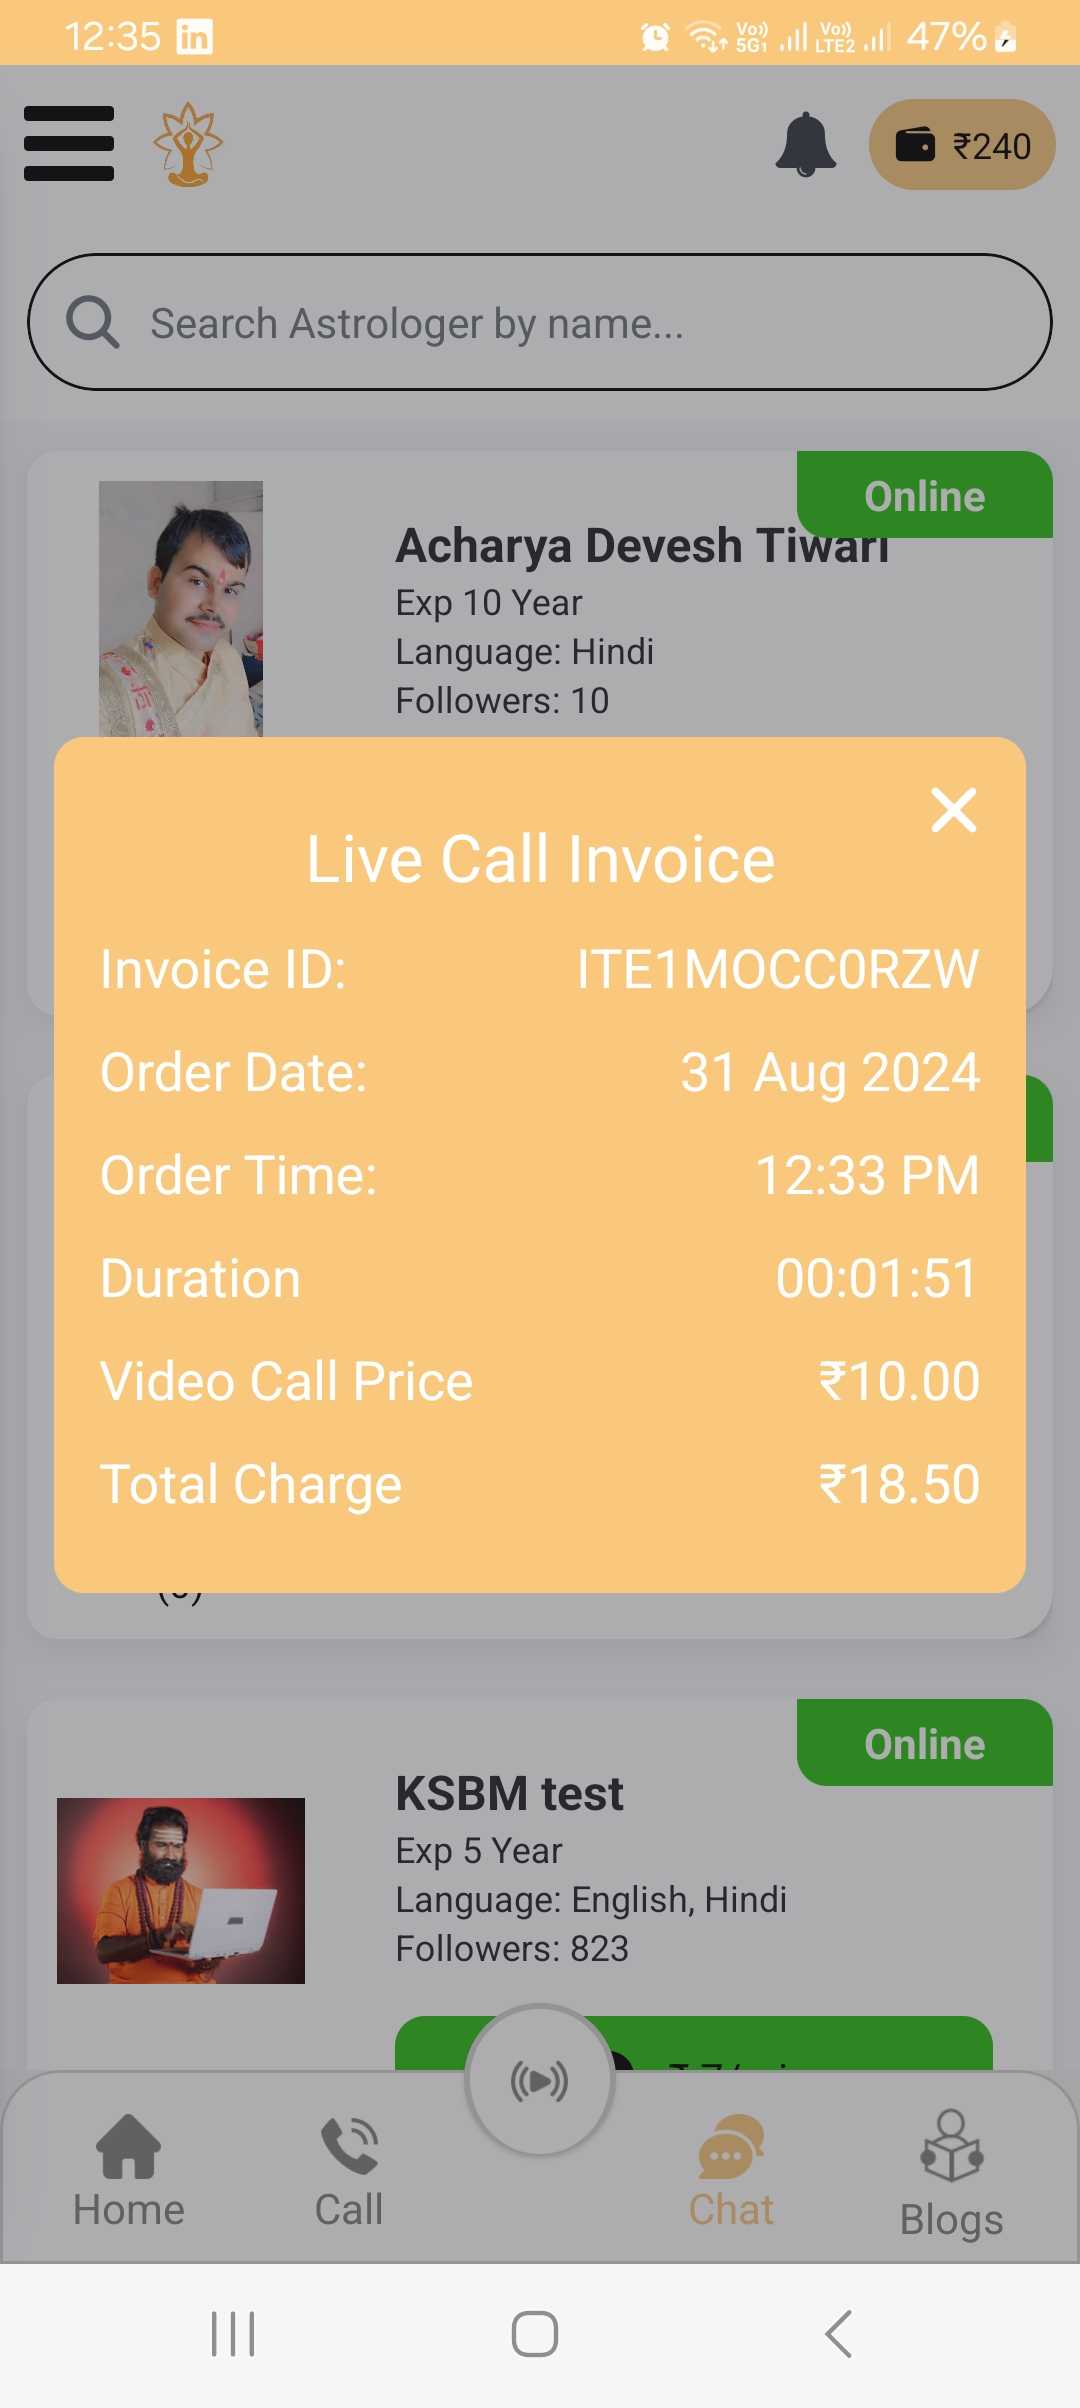 12:35 in Vo)) 5G1 Vo)) LTE2 47%
₹240
Search Astrologer by name...
Online
Acharya Devesh Tiwari
Exp 10 Year
Language: Hindi
Followers: 10
Live Call Invoice
Invoice ID: ITE1MOCC0RZW
Order Date: 31 Aug 2024
Order Time: 12:33 PM
Duration 00:01:51
Video Call Price ₹10.00
Total Charge ₹18.50
Online
KSBM test
Exp 5 Year
Language: English, Hindi
Followers: 823
Home Call Chat Blogs